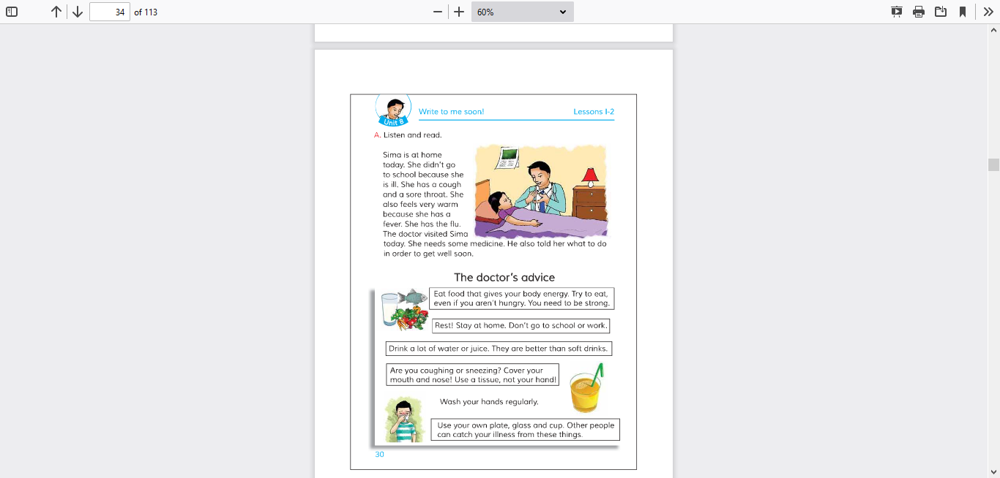 34 of 113
60%
Unit 8
Write to me soon!
Lessons 1-2
A. Listen and read.
Sima is at home
today. She didn't go
to school because she
is ill. She has a cough
and a sore throat. She
also feels very warm
because she has a
fever. She has the flu.
The doctor visited Sima
today. She needs some medicine. He also told her what to do
in order to get well soon.
The doctor's advice
Eat food that gives your body energy. Try to eat,
even if you aren't hungry. You need to be strong.
Rest! Stay at home. Don't go to school or work.
Drink a lot of water or juice. They are better than soft drinks.
Are you coughing or sneezing? Cover your
mouth and nose! Use a tissue, not your hand!
Wash your hands regularly.
Use your own plate, glass and cup. Other people
can catch your illness from these things.
30